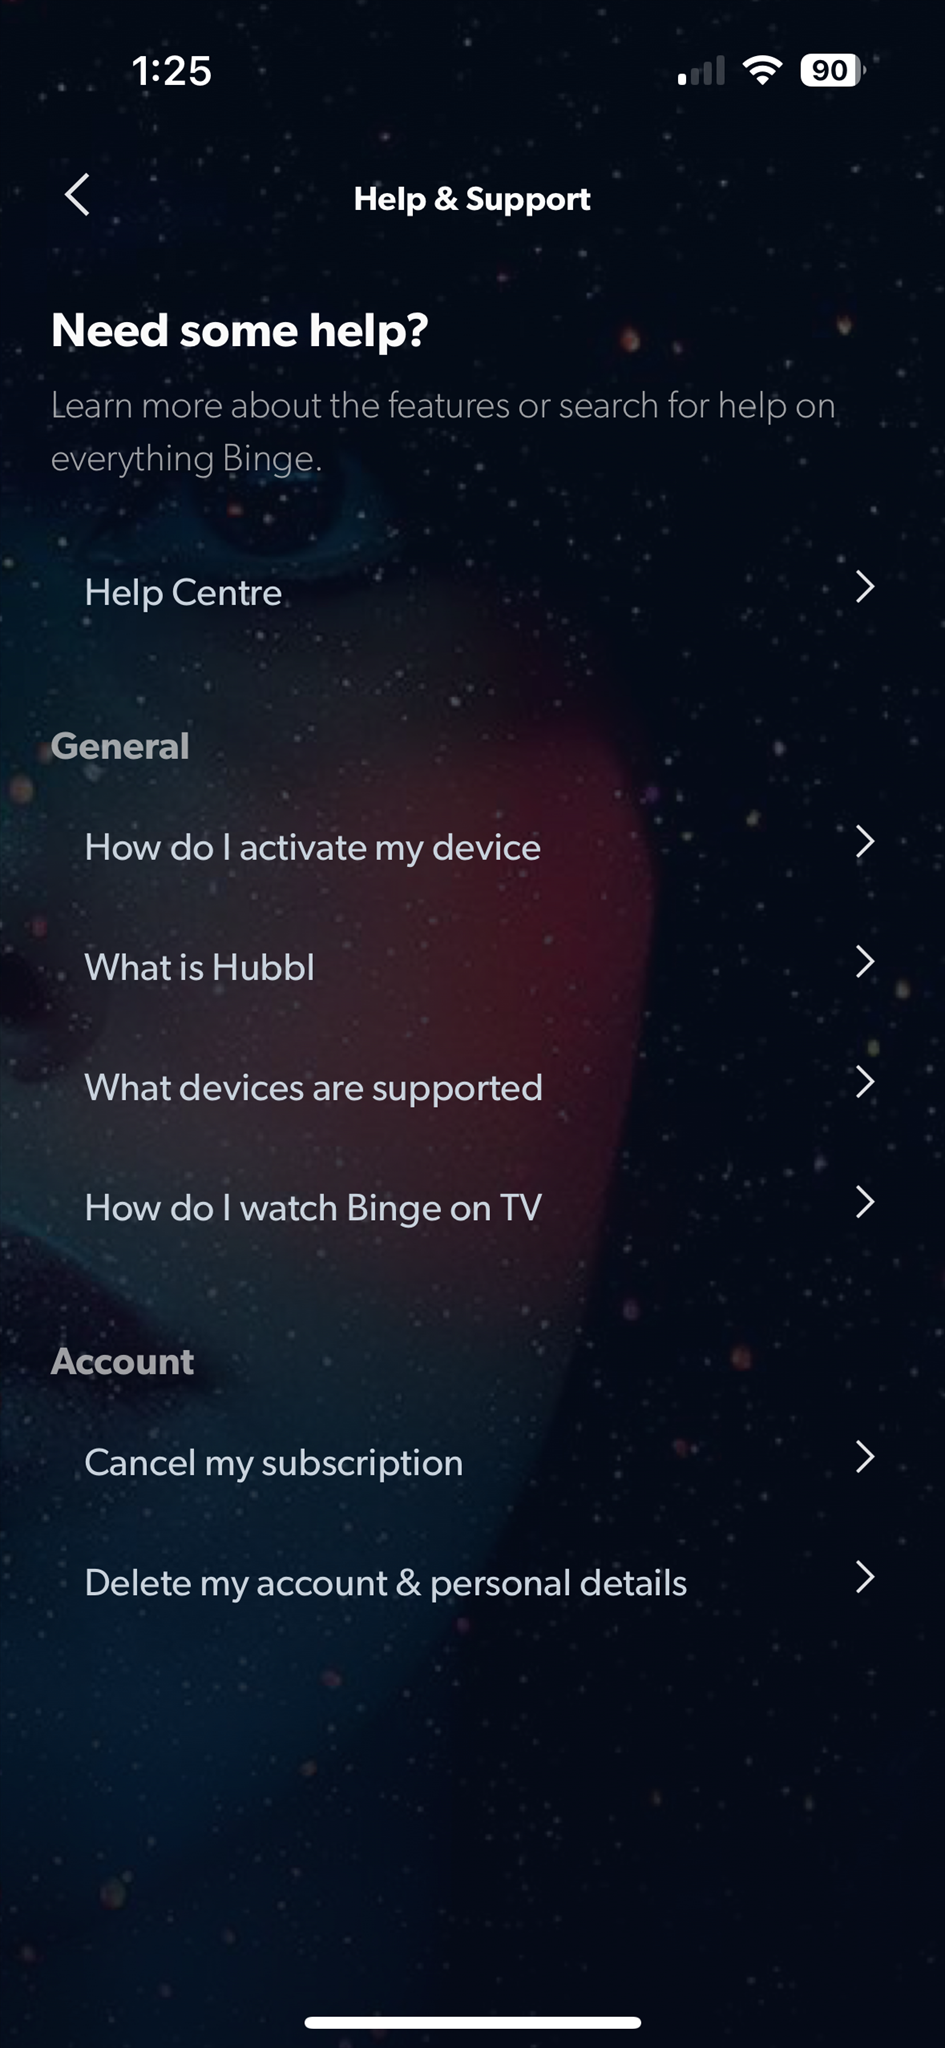 1:25
90
Help & Support
Need some help?
Learn more about the features or search for help on
everything Binge.
Help Centre
General
How do I activate my device
What is Hubbl
What devices are supported
How do I watch Binge on TV
Account
Cancel my subscription
Delete my account & personal details